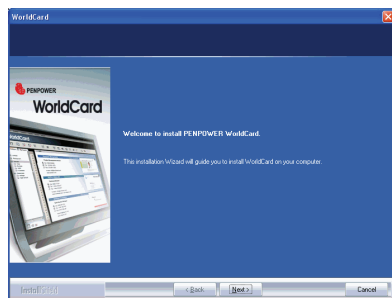 WorldCard
PENPOWER
WorldCard
Welcome to install PENPOWER WorldCard.
This installation Wizard will guide you to install WorldCard on your computer.
< Back
Next >
Cancel